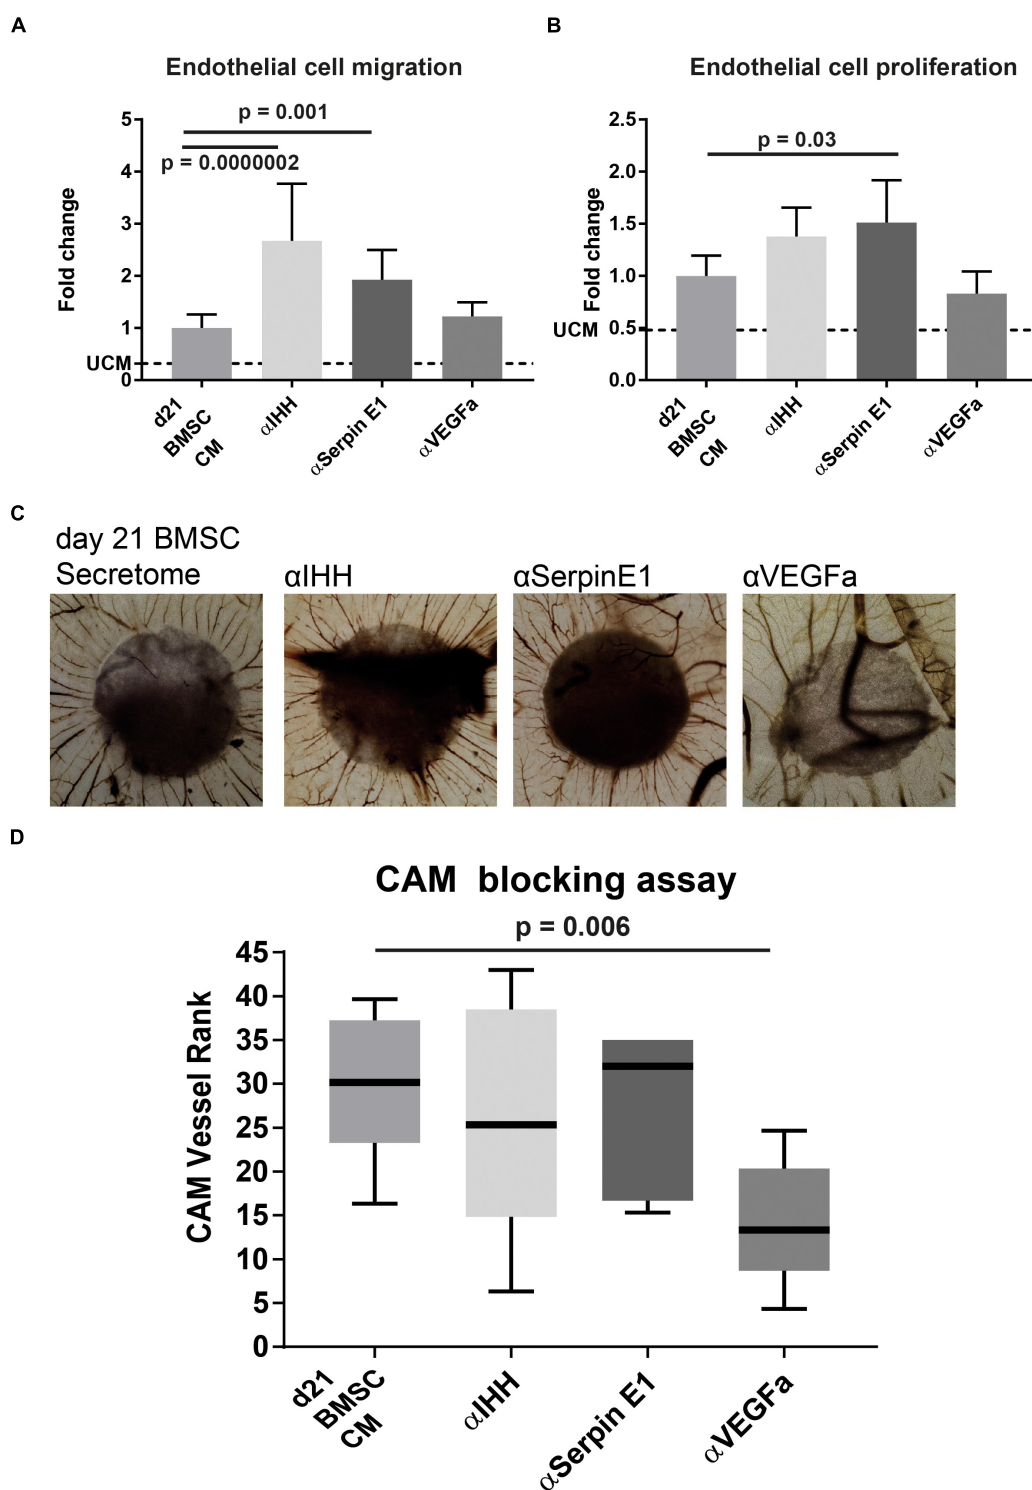 A
Endothelial cell migration
p = 0.001
p = 0.0000002
Fold change
5
4
3
2
1
0
UCM
d21
BMSC
CM
αIHH
αSerpin E1
αVEGFa
B
Endothelial cell proliferation
p = 0.03
Fold change
2.5
2.0
1.5
1.0
0.5
0.0
UCM
d21
BMSC
CM
αIHH
αSerpin E1
αVEGFa
C
day 21 BMSC
Secretome
αIHH
αSerpinE1
αVEGFa
D
CAM blocking assay
p = 0.006
CAM Vessel Rank
45
40
35
30
25
20
15
10
5
0
d21
BMSC
CM
αIHH
αSerpin E1
αVEGFa